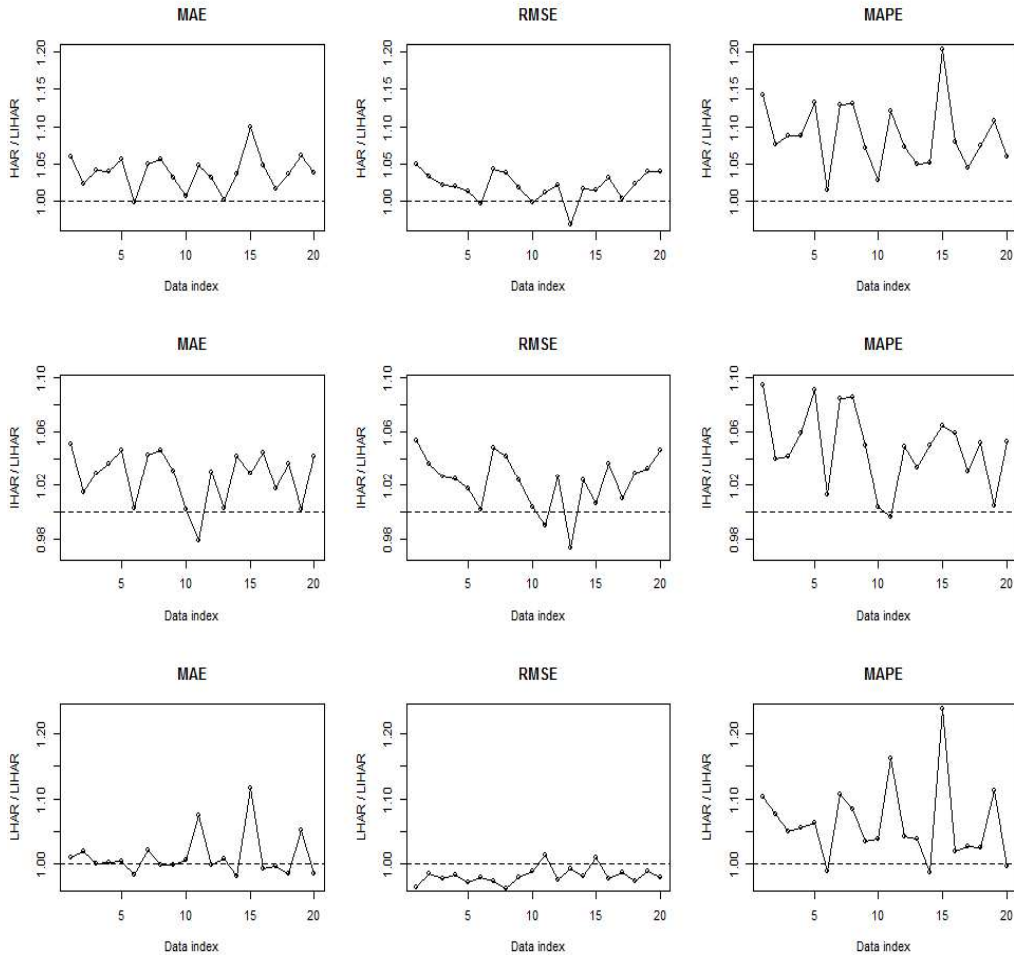 MAE
HAR / LIHAR
1.00 1.05 1.10 1.15 1.20
5 10 15 20
Data index
RMSE
HAR / LIHAR
1.00 1.05 1.10 1.15 1.20
5 10 15 20
Data index
MAPE
HAR / LIHAR
1.00 1.05 1.10 1.15 1.20
5 10 15 20
Data index
MAE
IHAR / LIHAR
0.98 1.02 1.06 1.10
5 10 15 20
Data index
RMSE
IHAR / LIHAR
0.98 1.02 1.06 1.10
5 10 15 20
Data index
MAPE
IHAR / LIHAR
0.98 1.02 1.06 1.10
5 10 15 20
Data index
MAE
LHAR / LIHAR
1.00 1.10 1.20
5 10 15 20
Data index
RMSE
LHAR / LIHAR
1.00 1.10 1.20
5 10 15 20
Data index
MAPE
LHAR / LIHAR
1.00 1.10 1.20
5 10 15 20
Data index